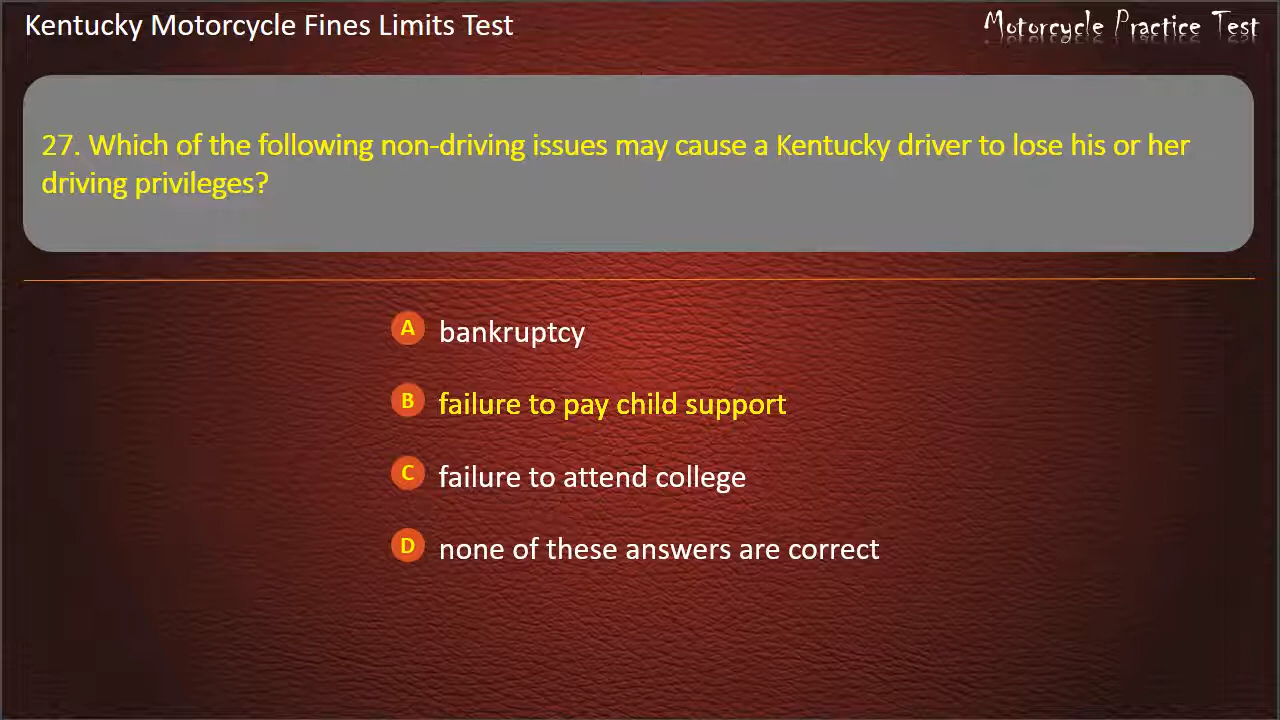 Kentucky Motorcycle Fines Limits Test
Motorcycle Practice Test
27. Which of the following non-driving issues may cause a Kentucky driver to lose his or her
driving privileges?
A bankruptcy
B failure to pay child support
C failure to attend college
D none of these answers are correct